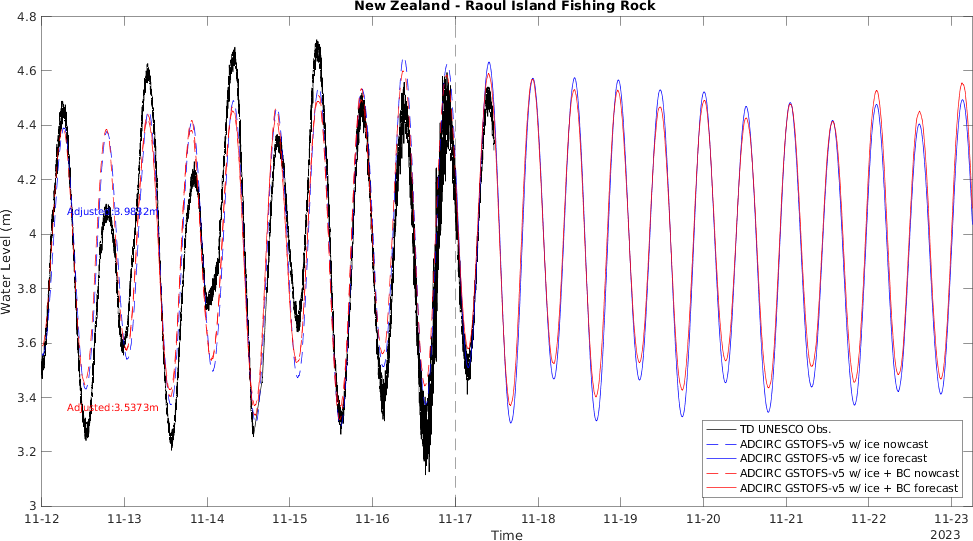 New Zealand - Raoul Island Fishing Rock
4.8
4.6
4.4
4.2
4
3.8
3.6
3.4
3.2
3
Water Level (m)
Adjusted:3.9832m
Adjusted:3.5373m
TD UNESCO Obs.
ADCIRC GSTOFS-v5 w/ ice nowcast
ADCIRC GSTOFS-v5 w/ ice forecast
ADCIRC GSTOFS-v5 w/ ice + BC nowcast
ADCIRC GSTOFS-v5 w/ ice + BC forecast
11-12 11-13 11-14 11-15 11-16 11-17 11-18 11-19 11-20 11-21 11-22 11-23
Time
2023